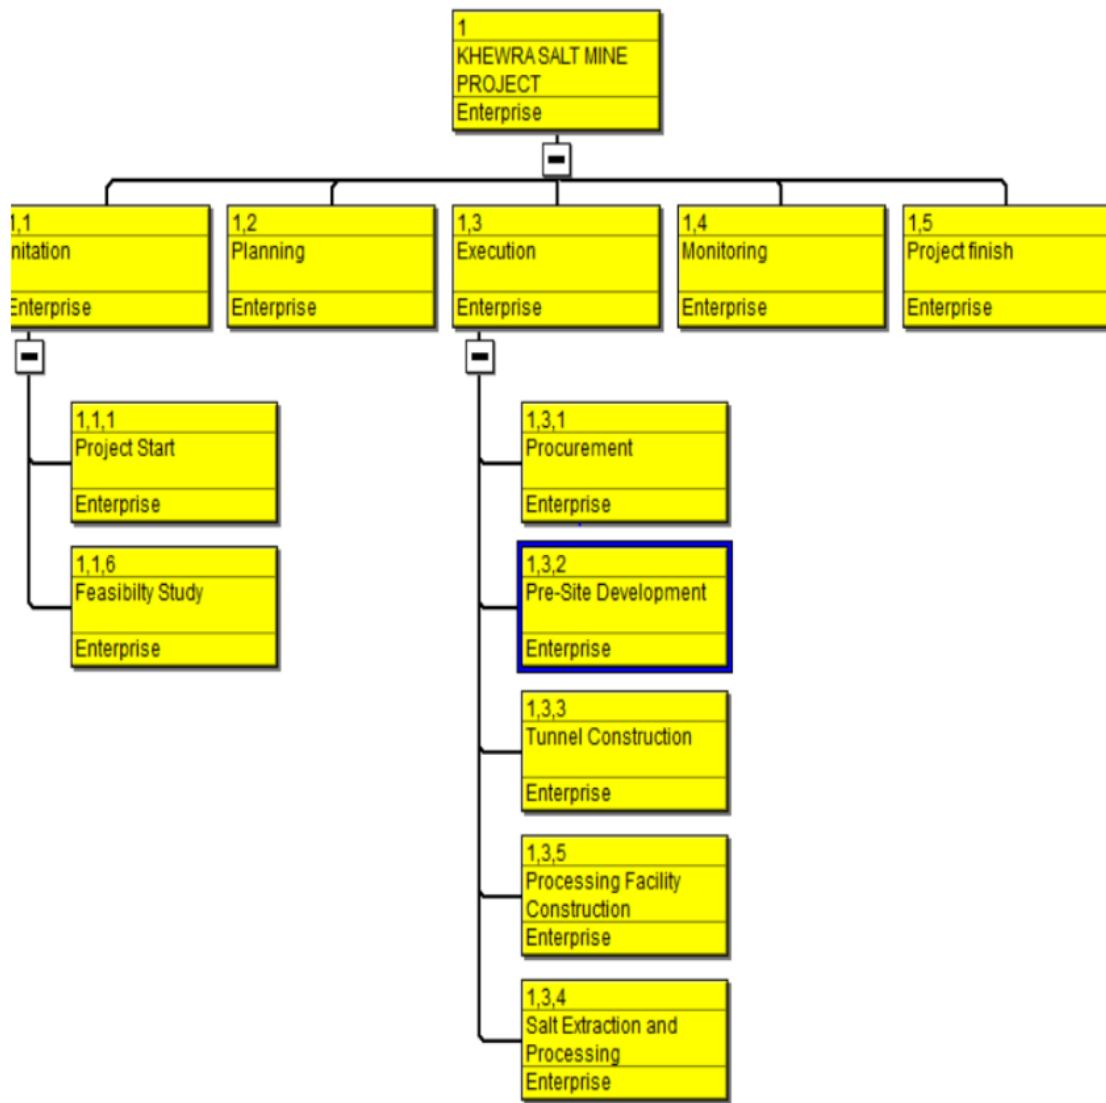 1
KHEWRA SALT MINE
PROJECT
Enterprise
1,1
nitation
Enterprise
1,2
Planning
Enterprise
1,3
Execution
Enterprise
1,4
Monitoring
Enterprise
1,5
Project finish
Enterprise
1,1,1
Project Start
Enterprise
1,1,6
Feasibilty Study
Enterprise
1,3,1
Procurement
Enterprise
1,3,2
Pre-Site Development
Enterprise
1,3,3
Tunnel Construction
Enterprise
1,3,5
Processing Facility
Construction
Enterprise
1,3,4
Salt Extraction and
Processing
Enterprise